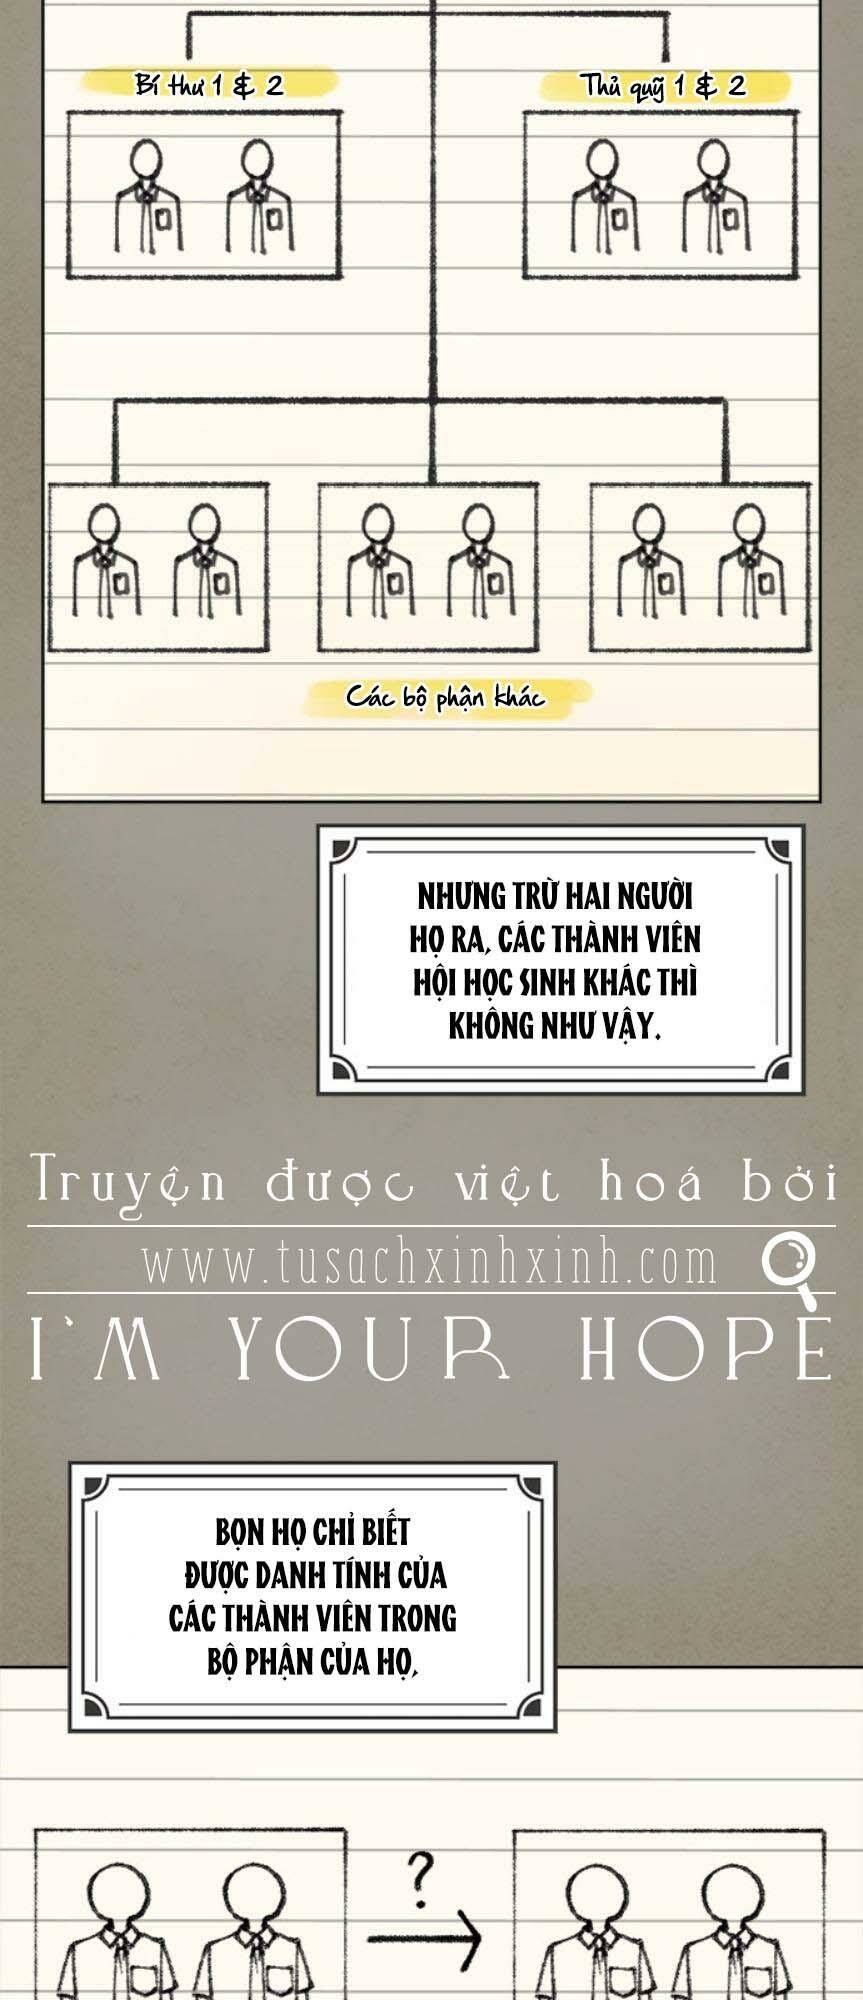 Bí thư 1 & 2
Thủ quỹ 1 & 2
Các bộ phận khác
NHƯNG TRỪ HAI NGƯỜI
HỌ RA, CÁC THÀNH VIÊN
HỘI HỌC SINH KHÁC THÌ
KHÔNG NHƯ VẬY.
Truyện được việt hoá bởi
www.tusachxinhxinh.com
I'M YOUR HOPE
BỌN HỌ CHỈ BIẾT
ĐƯỢC DANH TÍNH CỦA
CÁC THÀNH VIÊN TRONG
BỘ PHẬN CỦA HỌ,
?